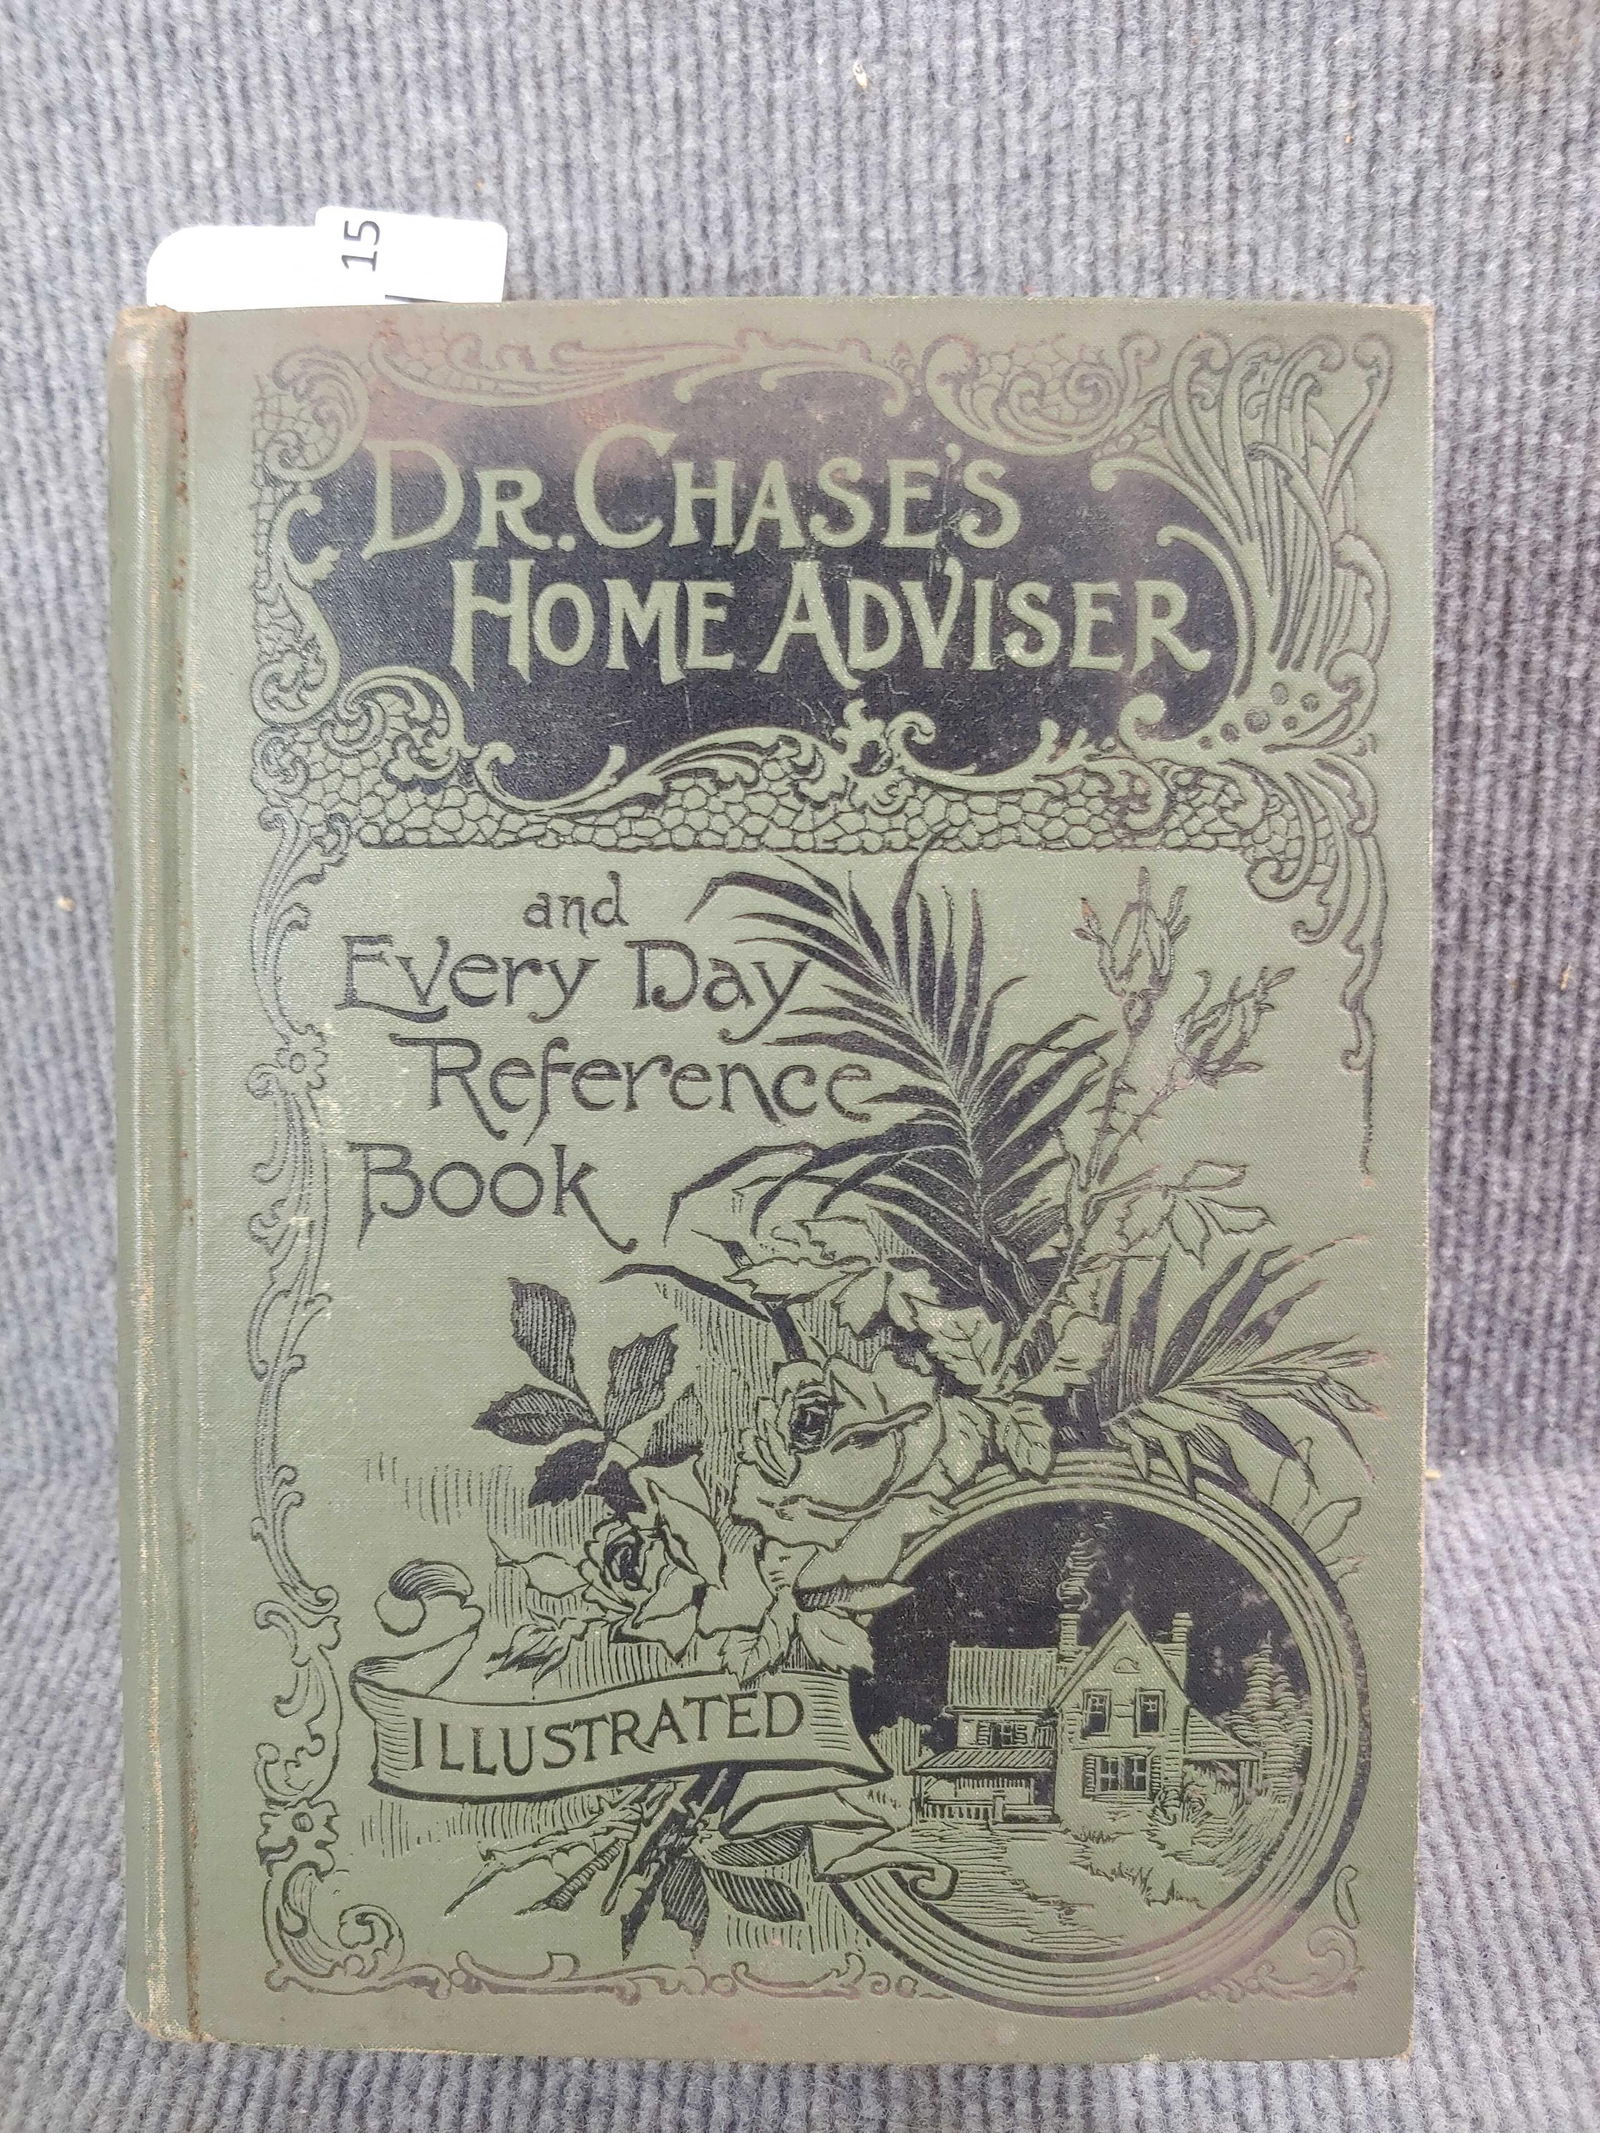 15
DR. CHASE'S
HOME ADVISER
and
Every Day
Reference
Book
ILLUSTRATED